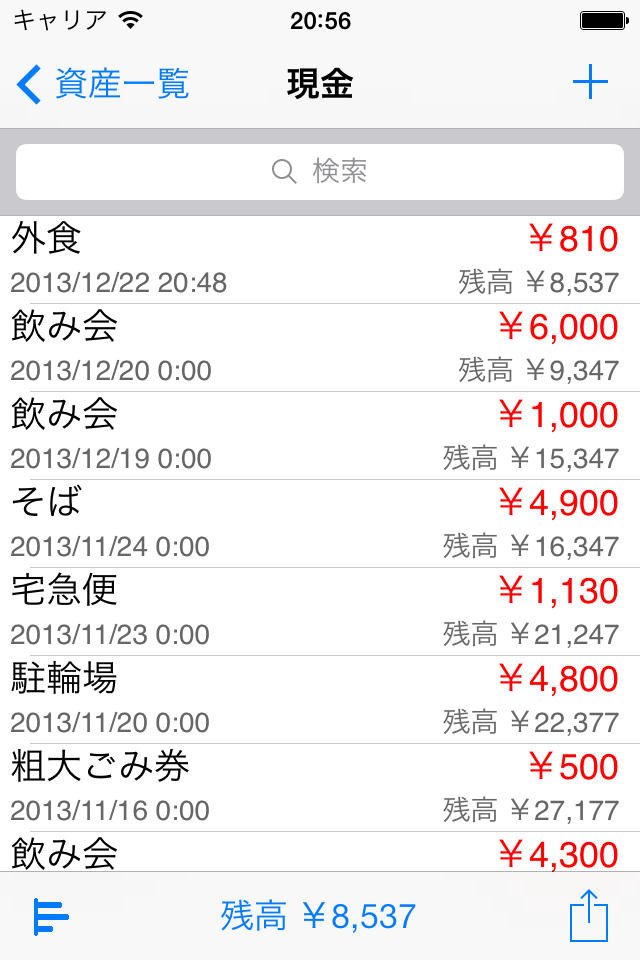 キャリア 20:56
資産一覧 現金
検索
外食 ￥810
2013/12/22 20:48 残高 ￥8,537
飲み会 ￥6,000
2013/12/20 0:00 残高 ￥9,347
飲み会 ￥1,000
2013/12/19 0:00 残高 ￥15,347
そば ￥4,900
2013/11/24 0:00 残高 ￥16,347
宅急便 ￥1,130
2013/11/23 0:00 残高 ￥21,247
駐輪場 ￥4,800
2013/11/20 0:00 残高 ￥22,377
粗大ごみ券 ￥500
2013/11/16 0:00 残高 ￥27,177
飲み会 ￥4,300
残高 ￥8,537